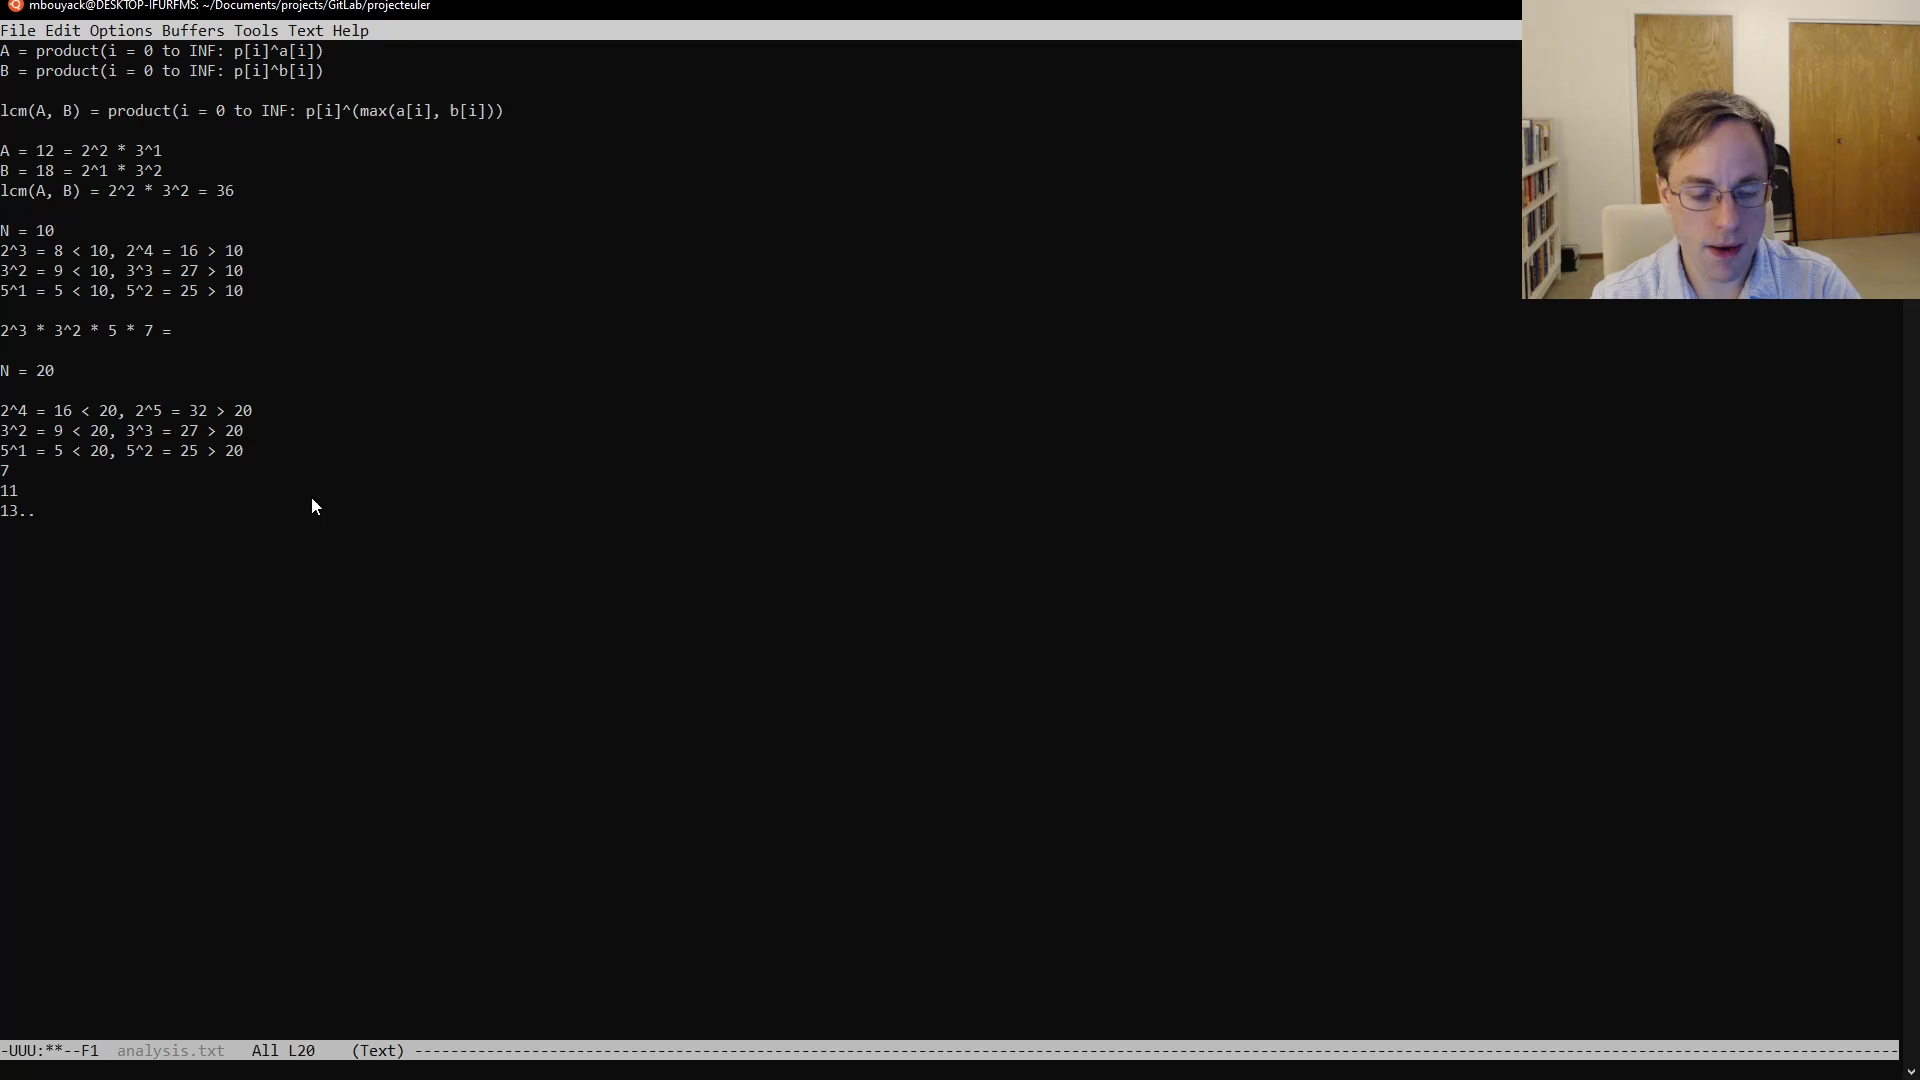 mbouyack@DESKTOP-IFURFMS: ~/Documents/projects/GitLab/projecteuler
File Edit Options Buffers Tools Text Help
A = product(i = 0 to INF: p[i]^a[i])
B = product(i = 0 to INF: p[i]^b[i])
lcm(A, B) = product(i = 0 to INF: p[i]^(max(a[i], b[i]))
A = 12 = 2^2 * 3^1
B = 18 = 2^1 * 3^2
lcm(A, B) = 2^2 * 3^2 = 36
N = 10
2^3 = 8 < 10, 2^4 = 16 > 10
3^2 = 9 < 10, 3^3 = 27 > 10
5^1 = 5 < 10, 5^2 = 25 > 10
2^3 * 3^2 * 5 * 7 =
N = 20
2^4 = 16 < 20, 2^5 = 32 > 20
3^2 = 9 < 20, 3^3 = 27 > 20
5^1 = 5 < 20, 5^2 = 25 > 20
7
11
13..
-UUU:**--F1  analysis.txt   All L20    (Text) ----------------------------------------------------------------------------------------------------------------------------------------------------------------------